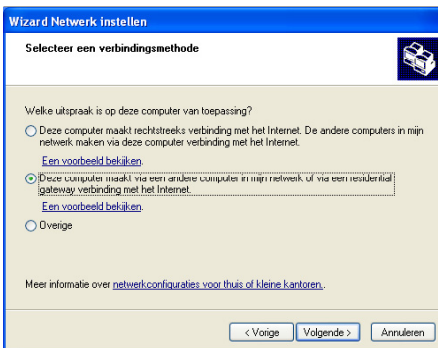 Wizard Netwerk instellen
Selecteer een verbindingsmethode
Welke uitspraak is op deze computer van toepassing?
Deze computer maakt rechtstreeks verbinding met het Internet. De andere computers in mijn
netwerk maken via deze computer verbinding met het Internet.
Een voorbeeld bekijken.
Deze computer maakt via een andere computer in mijn netwerk of via een residential
gateway verbinding met het Internet.
Een voorbeeld bekijken.
Overige
Meer informatie over netwerkconfiguraties voor thuis of kleine kantoren..
< Vorige
Volgende >
Annuleren